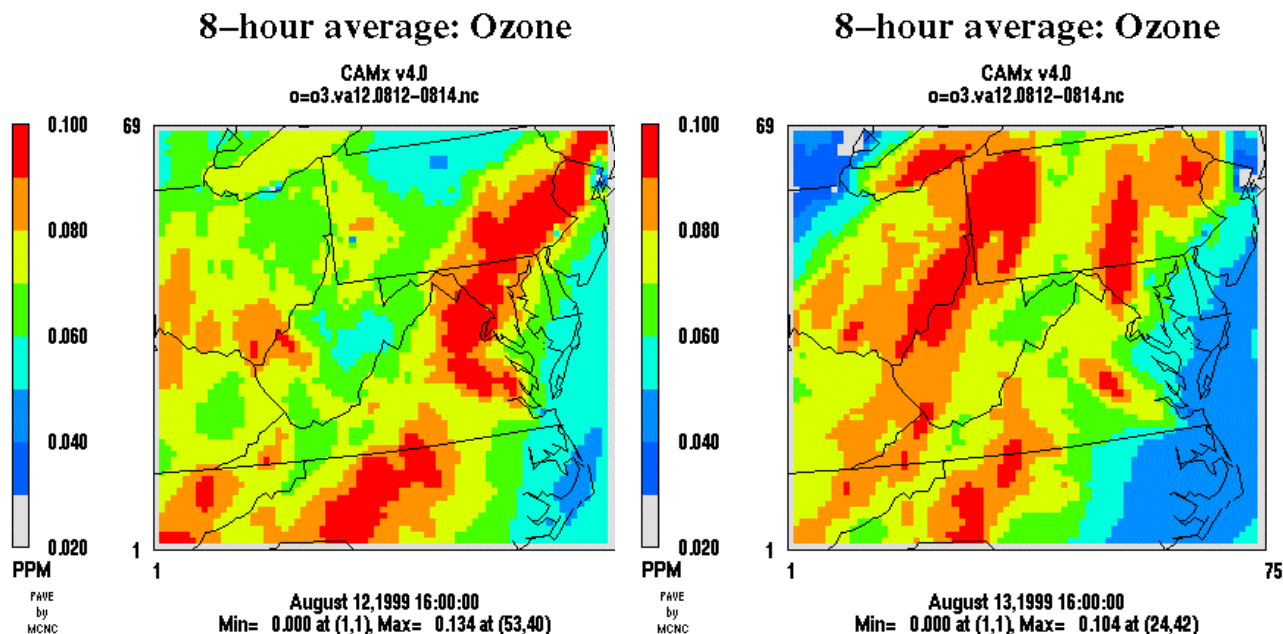 8–hour average: Ozone
CAMx v4.0
o=o3.va12.0812–0814.nc
0.100
0.080
0.060
0.040
0.020
PPM
PAVE
by
MCNC
69
1
1
August 12,1999 16:00:00
Min= 0.000 at (1,1), Max= 0.134 at (53,40)
8–hour average: Ozone
CAMx v4.0
o=o3.va12.0812–0814.nc
0.100
0.080
0.060
0.040
0.020
PPM
PAVE
by
MCNC
69
1
1
75
August 13,1999 16:00:00
Min= 0.000 at (1,1), Max= 0.104 at (24,42)